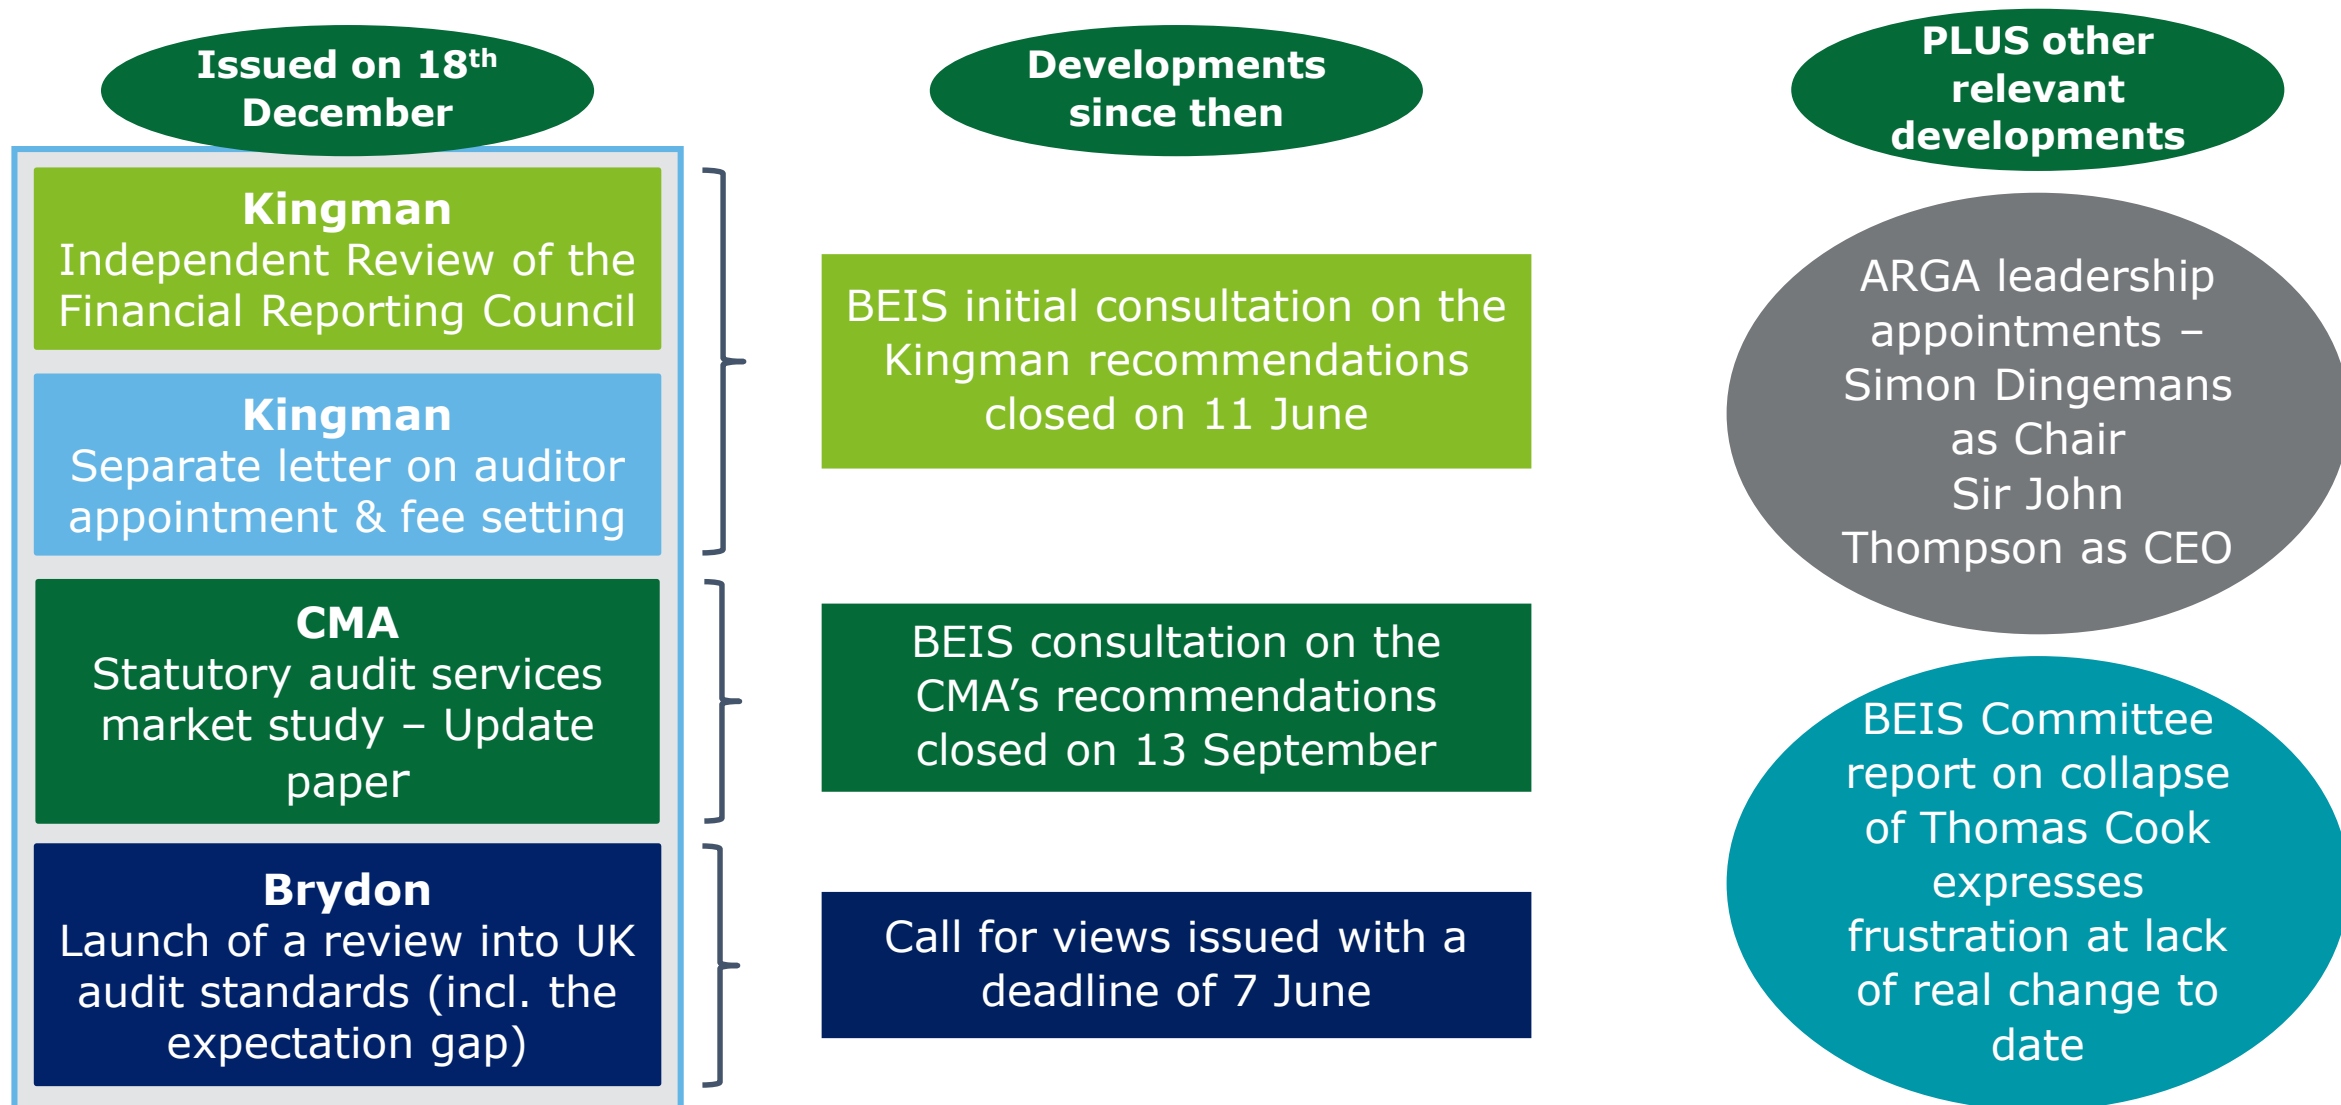 Issued on 18th
December
Kingman
Independent Review of the
Financial Reporting Council
Kingman
Separate letter on auditor
appointment & fee setting
CMA
Statutory audit services
market study – Update
paper
Brydon
Launch of a review into UK
audit standards (incl. the
expectation gap)
Developments
since then
BEIS initial consultation on the
Kingman recommendations
closed on 11 June
BEIS consultation on the
CMA’s recommendations
closed on 13 September
Call for views issued with a
deadline of 7 June
PLUS other
relevant
developments
ARGA leadership
appointments –
Simon Dingemans
as Chair
Sir John
Thompson as CEO
BEIS Committee
report on collapse
of Thomas Cook
expresses
frustration at lack
of real change to
date